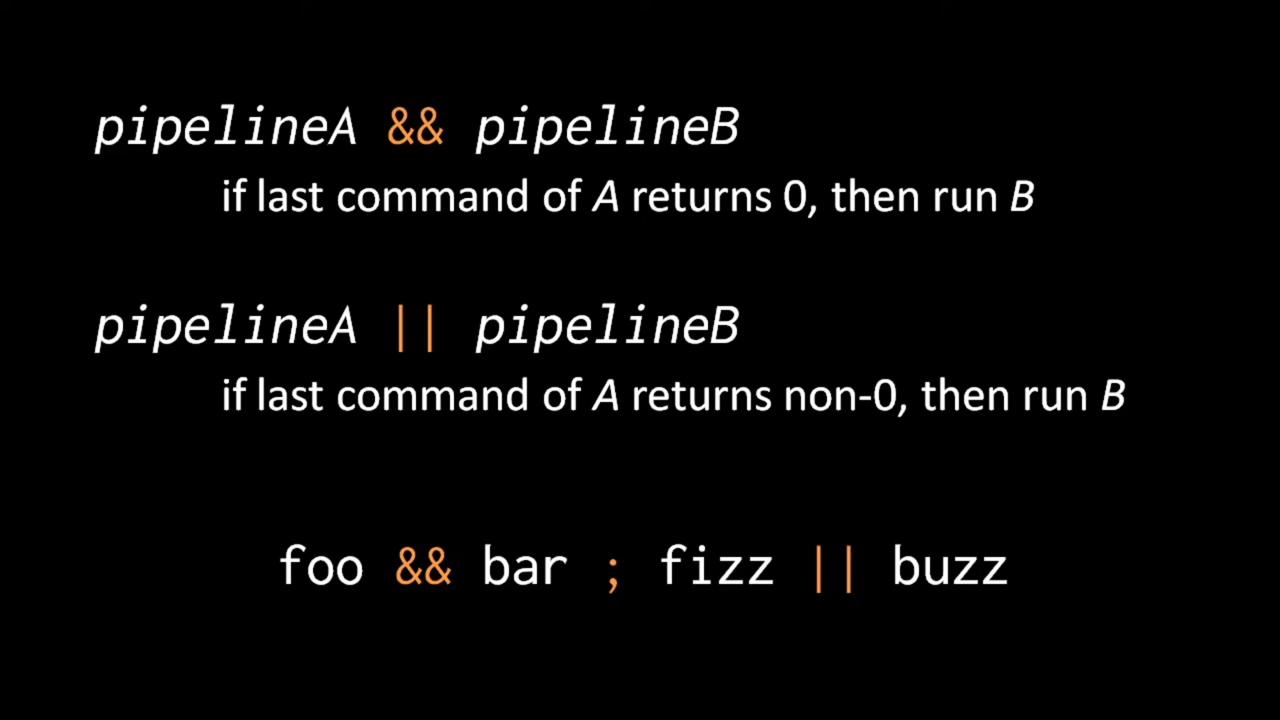 pipelineA && pipelineB
if last command of A returns 0, then run B
pipelineA || pipelineB
if last command of A returns non-0, then run B
foo && bar ; fizz || buzz